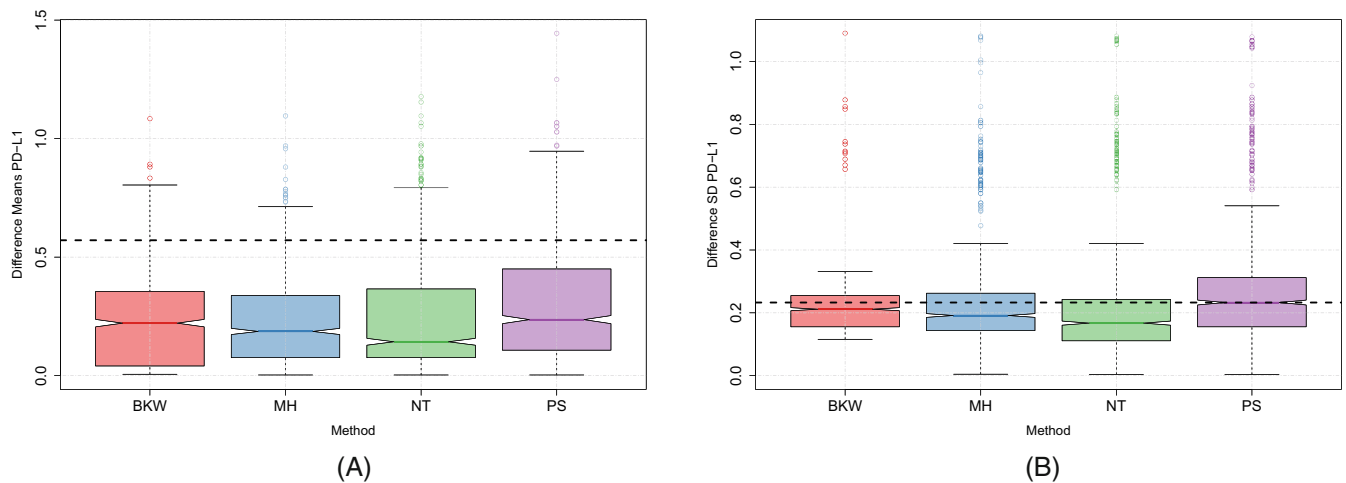 Difference Means PD−L1
1.5
1.0
0.5
0.0
BKW MH NT PS
Method
(A)
Difference SD PD−L1
1.0
0.8
0.6
0.4
0.2
0.0
BKW MH NT PS
Method
(B)